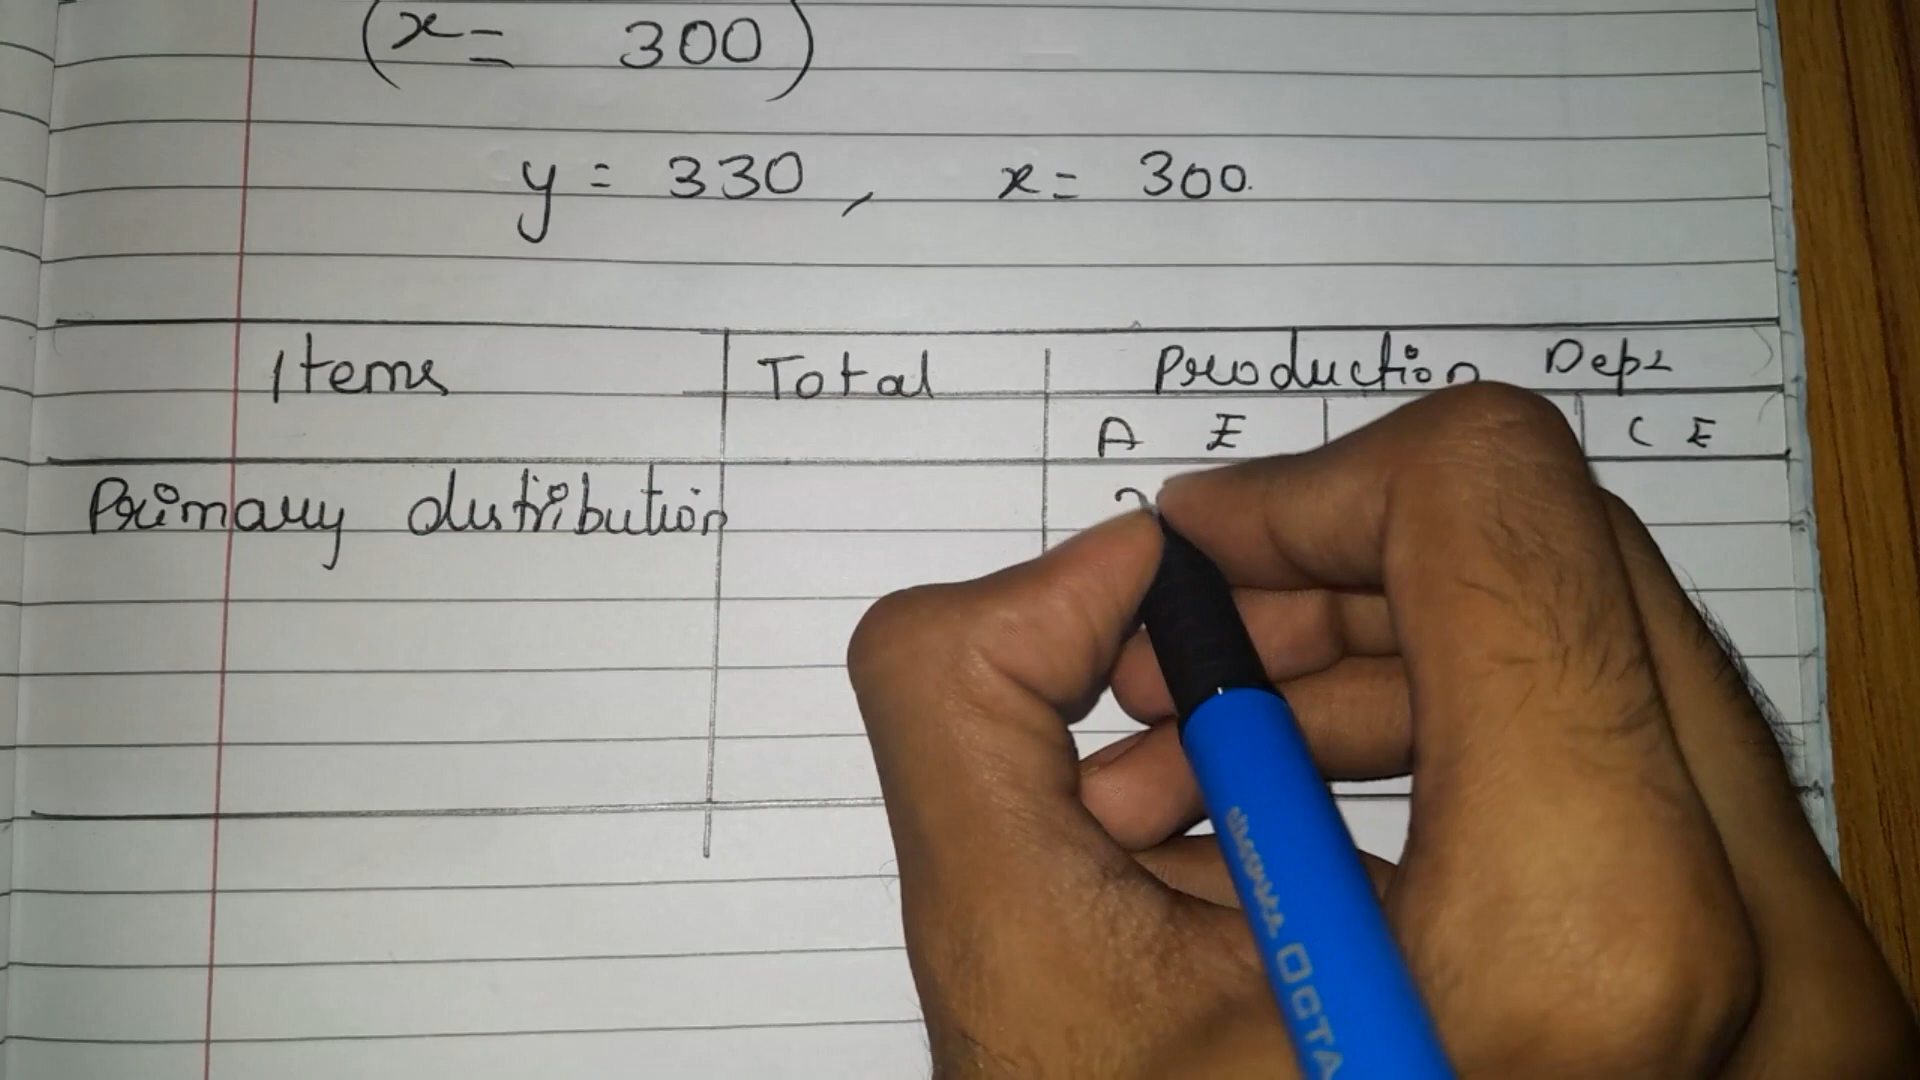 (x = 300)
y = 330, x = 300.
Items Total Production Dept
A E C E
Primary distribution
OCTA